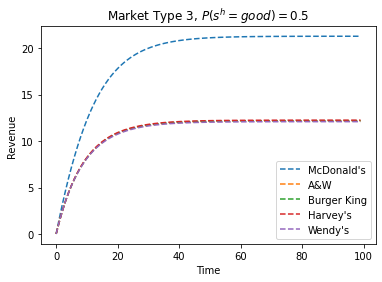 Market Type 3, P(s^h = good) = 0.5
Revenue
20
15
10
5
0
0 20 40 60 80 100
Time
McDonald's
A&W
Burger King
Harvey's
Wendy's